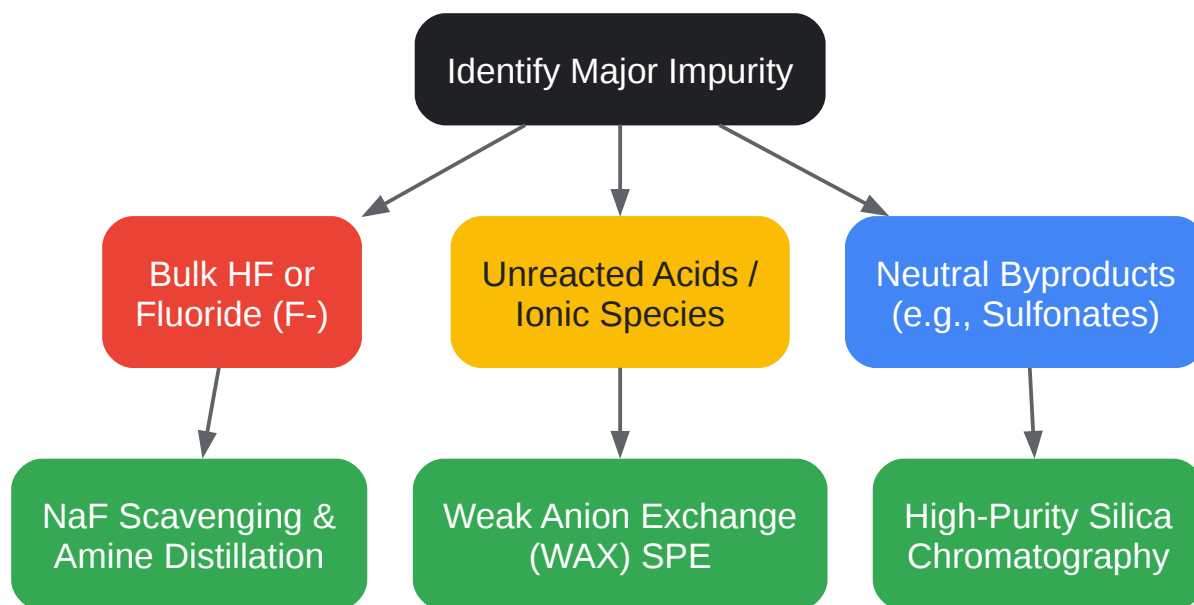 Identify Major Impurity
Bulk HF or
Fluoride (F-)
Unreacted Acids /
Ionic Species
Neutral Byproducts
(e.g., Sulfonates)
NaF Scavenging &
Amine Distillation
Weak Anion Exchange
(WAX) SPE
High-Purity Silica
Chromatography